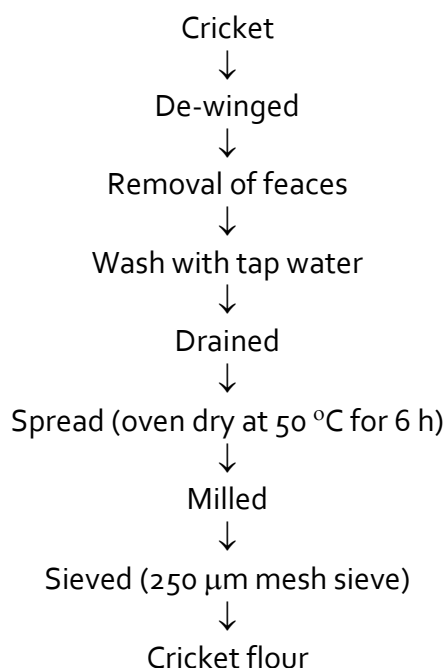 Cricket
↓
De-winged
↓
Removal of feaces
↓
Wash with tap water
↓
Drained
↓
Spread (oven dry at 50 °C for 6 h)
↓
Milled
↓
Sieved (250 µm mesh sieve)
↓
Cricket flour